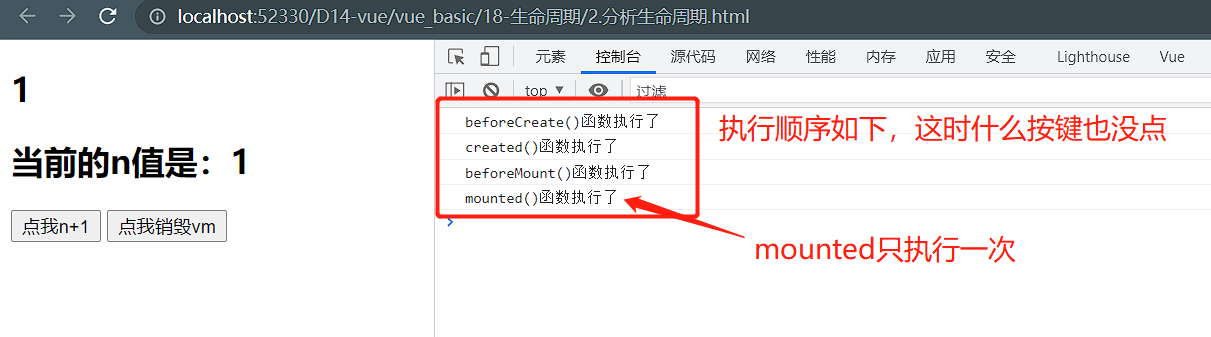 localhost:52330/D14-vue/vue_basic/18-生命周期/2.分析生命周期.html
元素 控制台 源代码 网络 性能 内存 应用 安全 Lighthouse Vue
top ▼ 过滤
1
当前的n值是：1
点我n+1 点我销毁vm
beforeCreate()函数执行了
created()函数执行了
beforeMount()函数执行了
mounted()函数执行了
执行顺序如下，这时什么按键也没点
mounted只执行一次